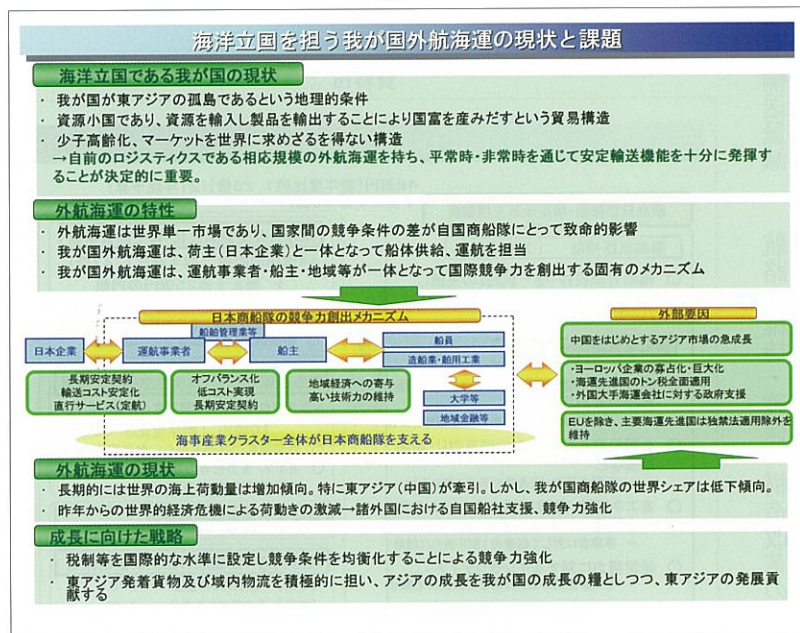 海洋立国を担う我が国外航海運の現状と課題
海洋立国である我が国の現状
・ 我が国が東アジアの孤島であるという地理的条件
・ 資源小国であり、資源を輸入し製品を輸出することにより国富を産みだすという貿易構造
・ 少子高齢化、マーケットを世界に求めざるを得ない構造
→自前のロジスティクスである相応規模の外航海運を持ち、平常時・非常時を通じて安定輸送機能を十分に発揮す
ることが決定的に重要。
外航海運の特性
・ 外航海運は世界単一市場であり、国家間の競争条件の差が自国商船隊にとって致命的影響
・ 我が国外航海運は、荷主(日本企業)と一体となって船体供給、運航を担当
・ 我が国外航海運は、運航事業者・船主・地域等が一体となって国際競争力を創出する固有のメカニズム
日本商船隊の競争力創出メカニズム
船舶管理業等
日本企業
運航事業者
船主
船員
造船業・舶用工業
大学等
地域金融等
長期安定契約
輸送コスト安定化
直行サービス(定航)
オフバランス化
低コスト実現
長期安定契約
地域経済への寄与
高い技術力の維持
海事産業クラスター全体が日本商船隊を支える
外部要因
中国をはじめとするアジア市場の急成長
・ヨーロッパ企業の寡占化・巨大化
・海運先進国のトン税全面適用
・外国大手海運会社に対する政府支援
EUを除き、主要海運先進国は独禁法適用除外を
維持
外航海運の現状
・ 長期的には世界の海上荷動量は増加傾向。特に東アジア(中国)が牽引。しかし、我が国商船隊の世界シェアは低下傾向。
・ 昨年からの世界的経済危機による荷動きの激減→諸外国における自国船社支援、競争力強化
成長に向けた戦略
・ 税制等を国際的な水準に設定し競争条件を均衡化することによる競争力強化
・ 東アジア発着貨物及び域内物流を積極的に担い、アジアの成長を我が国の成長の糧としつつ、東アジアの発展貢
献する